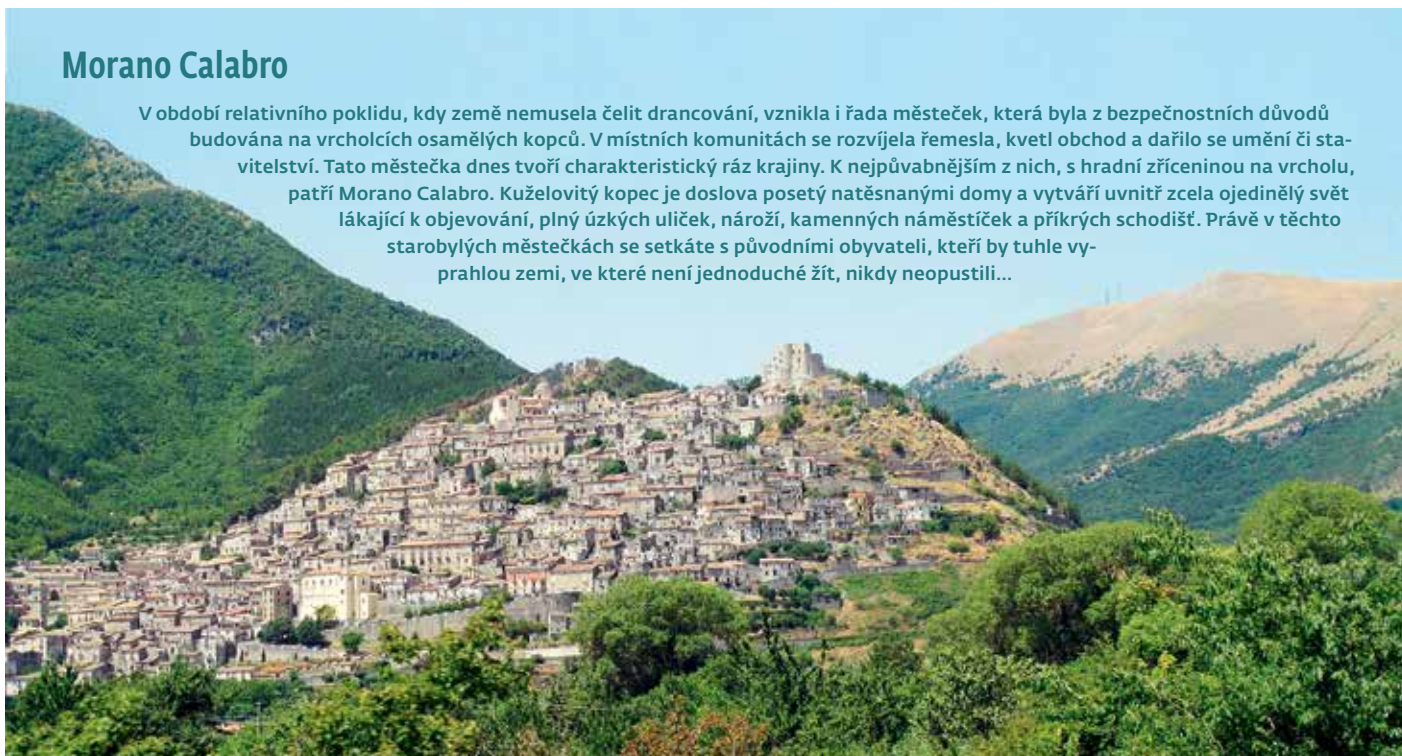 Morano Calabro
V období relativního poklidu, kdy země nemusela čelit drancování, vznikla i řada městeček, která byla z bezpečnostních důvodů
budována na vrcholcích osamělých kopců. V místních komunitách se rozvíjela řemesla, kvetl obchod a dařilo se umění či sta-
vitelství. Tato městečka dnes tvoří charakteristický ráz krajiny. K nejpůvabnějším z nich, s hradní zříceninou na vrcholu,
patří Morano Calabro. Kuželovitý kopec je doslova posetý natěsnanými domy a vytváří uvnitř zcela ojedinělý svět
lákající k objevování, plný úzkých uliček, nároží, kamenných náměstíček a příkrých schodišť. Právě v těchto
starobylých městečkách se setkáte s původními obyvateli, kteří by tuhle vy-
prahlou zemi, ve které není jednoduché žít, nikdy neopustili...